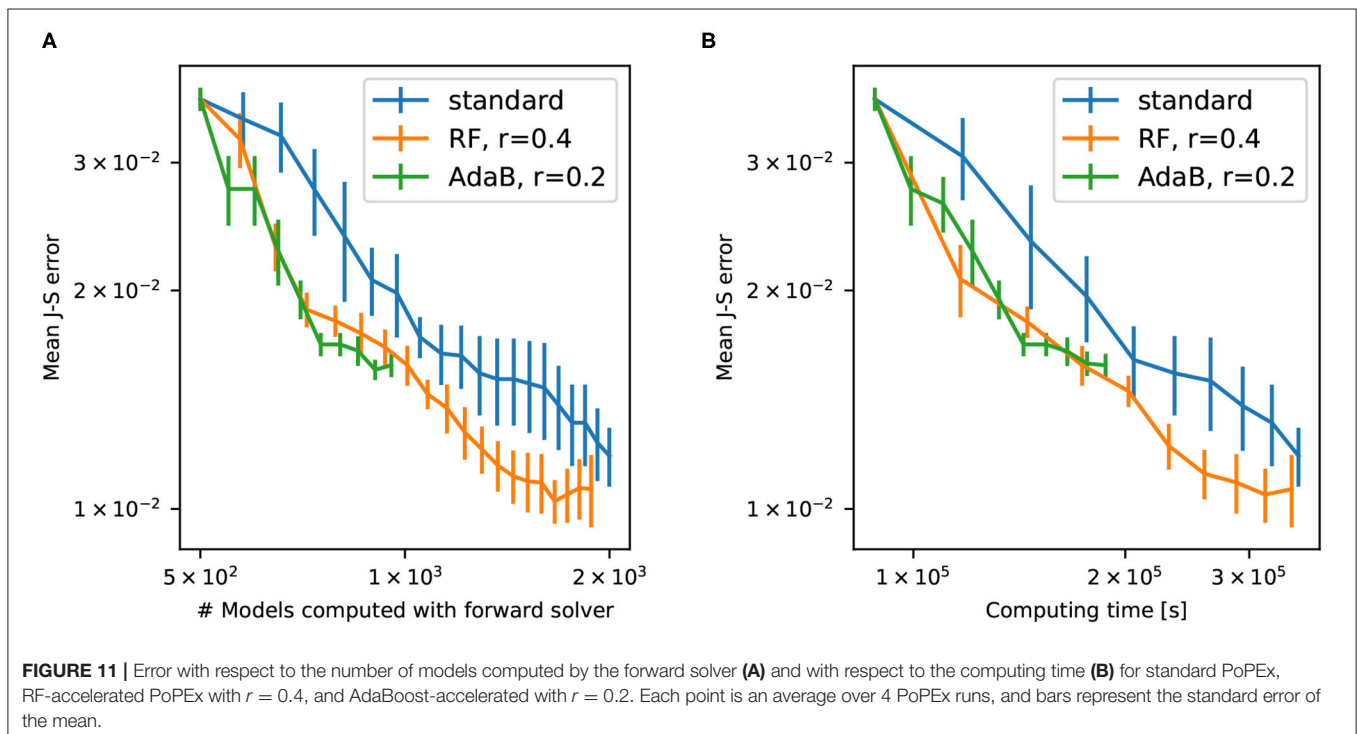 A
B
standard
RF, r=0.4
AdaB, r=0.2
3 × 10⁻²
2 × 10⁻²
1 × 10⁻²
Mean J-S error
5 × 10²
1 × 10³
2 × 10³
# Models computed with forward solver
standard
RF, r=0.4
AdaB, r=0.2
3 × 10⁻²
2 × 10⁻²
1 × 10⁻²
Mean J-S error
1 × 10⁵
2 × 10⁵
3 × 10⁵
Computing time [s]
FIGURE 11 | Error with respect to the number of models computed by the forward solver (A) and with respect to the computing time (B) for standard PoPEx,
RF-accelerated PoPEx with r = 0.4, and AdaBoost-accelerated with r = 0.2. Each point is an average over 4 PoPEx runs, and bars represent the standard error of
the mean.